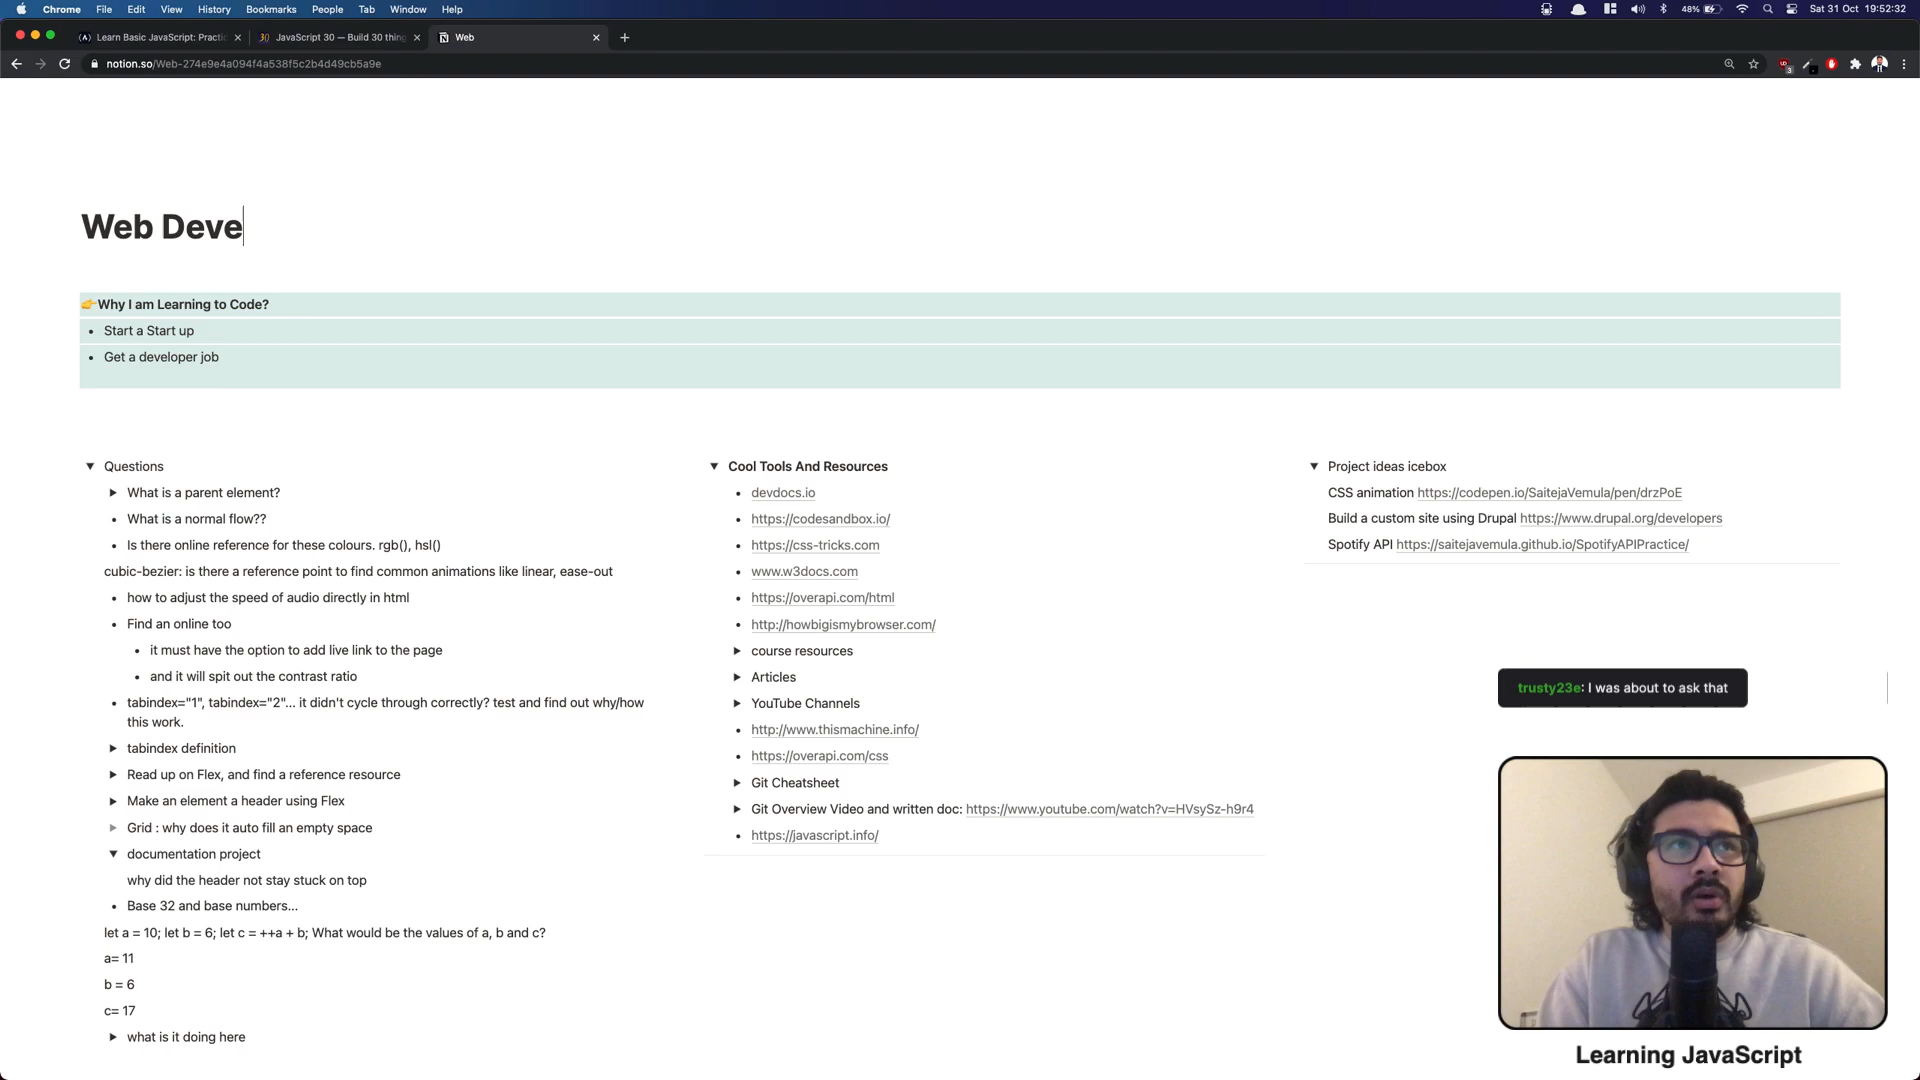 Chrome File Edit View History Bookmarks People Tab Window Help 48% Sat 31 Oct 19:52:32
Learn Basic JavaScript: Practi
JavaScript 30 — Build 30 thing
Web
notion.so/Web-274e9e4a094f4a538f5c2b4d49cb5a9e
Web Deve
👉Why I am Learning to Code?
• Start a Start up
• Get a developer job
Questions
What is a parent element?
• What is a normal flow??
• Is there online reference for these colours. rgb(), hsl()
cubic-bezier: is there a reference point to find common animations like linear, ease-out
• how to adjust the speed of audio directly in html
• Find an online too
• it must have the option to add live link to the page
• and it will spit out the contrast ratio
• tabindex="1", tabindex="2"... it didn't cycle through correctly? test and find out why/how
this work.
tabindex definition
Read up on Flex, and find a reference resource
Make an element a header using Flex
Grid : why does it auto fill an empty space
documentation project
why did the header not stay stuck on top
• Base 32 and base numbers...
let a = 10; let b = 6; let c = ++a + b; What would be the values of a, b and c?
a= 11
b = 6
c= 17
what is it doing here
Cool Tools And Resources
• devdocs.io
• https://codesandbox.io/
• https://css-tricks.com
• www.w3docs.com
• https://overapi.com/html
• http://howbigismybrowser.com/
course resources
Articles
YouTube Channels
• http://www.thismachine.info/
• https://overapi.com/css
Git Cheatsheet
Git Overview Video and written doc: https://www.youtube.com/watch?v=HVsySz-h9r4
• https://javascript.info/
Project ideas icebox
CSS animation https://codepen.io/SaitejaVemula/pen/drzPoE
Build a custom site using Drupal https://www.drupal.org/developers
Spotify API https://saitejavemula.github.io/SpotifyAPIPractice/
trusty23e: I was about to ask that
Learning JavaScript